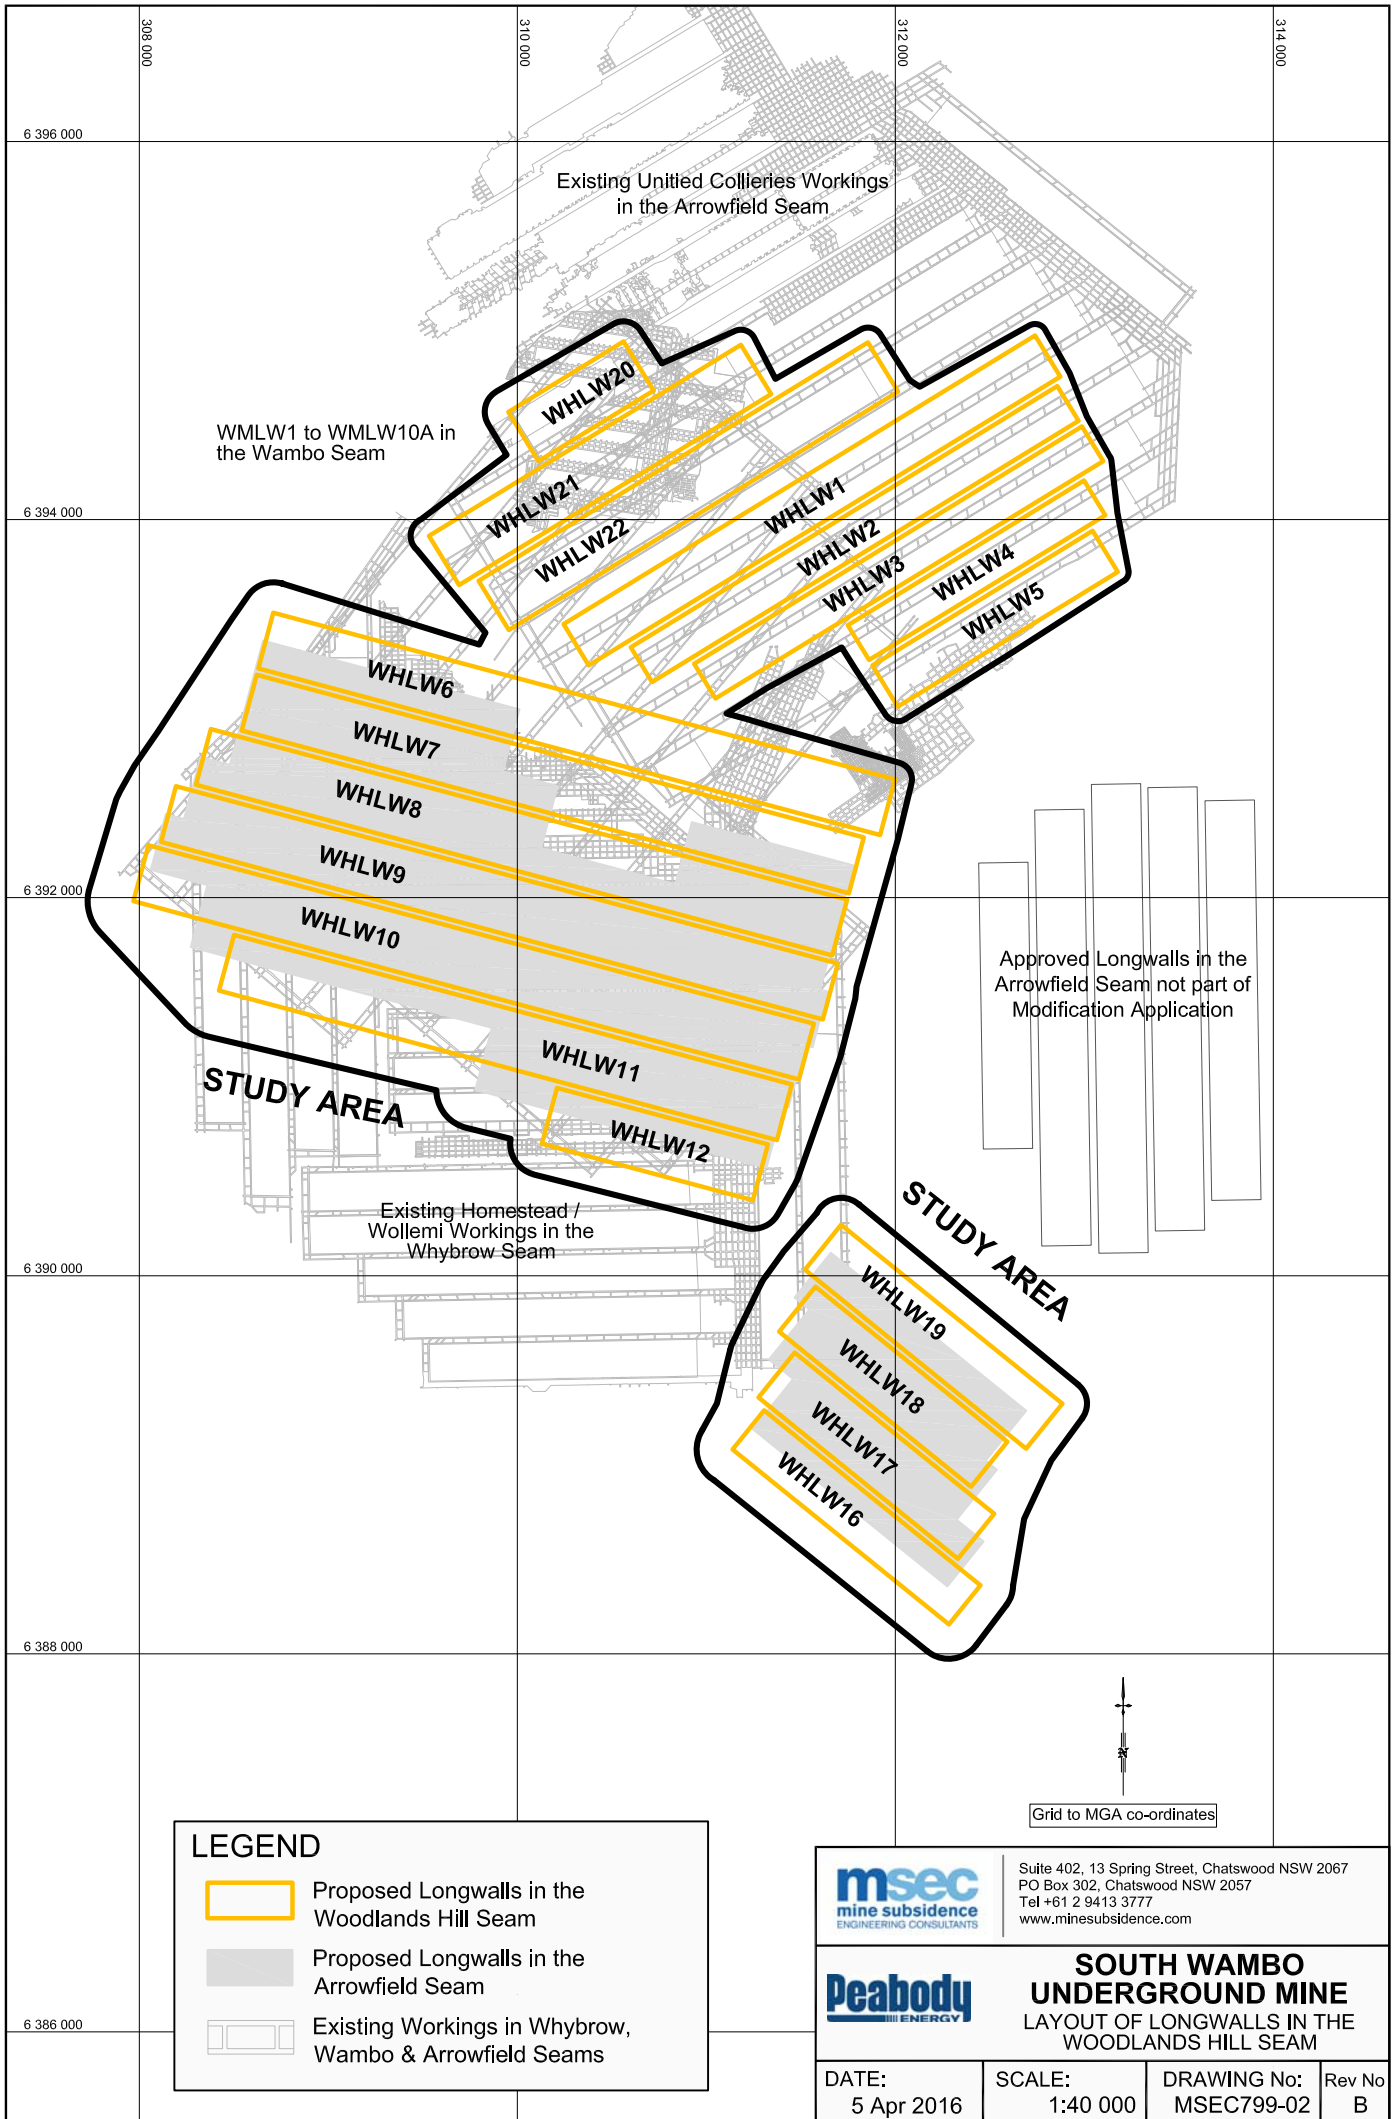 308 000
310 000
312 000
314 000
6 396 000
Existing Unitied Collieries Workings
in the Arrowfield Seam
WHLW20
WMLW1 to WMLW10A in
the Wambo Seam
WHLW21
WHLW22
WHLW1
6 394 000
WHLW2
WHLW3
WHLW4
WHLW5
WHLW6
WHLW7
WHLW8
WHLW9
6 392 000
WHLW10
Approved Longwalls in the
Arrowfield Seam not part of
Modification Application
WHLW11
STUDY AREA
WHLW12
Existing Homestead /
Wollemi Workings in the
Whybrow Seam
STUDY AREA
6 390 000
WHLW19
WHLW18
WHLW17
WHLW16
6 388 000
N
Grid to MGA co-ordinates
LEGEND
Proposed Longwalls in the
Woodlands Hill Seam
Proposed Longwalls in the
Arrowfield Seam
Existing Workings in Whybrow,
Wambo & Arrowfield Seams
6 386 000
msec
mine subsidence
ENGINEERING CONSULTANTS
Suite 402, 13 Spring Street, Chatswood NSW 2067
PO Box 302, Chatswood NSW 2057
Tel +61 2 9413 3777
www.minesubsidence.com
Peabody
ENERGY
SOUTH WAMBO
UNDERGROUND MINE
LAYOUT OF LONGWALLS IN THE
WOODLANDS HILL SEAM
DATE:
5 Apr 2016
SCALE:
1:40 000
DRAWING No:
MSEC799-02
Rev No
B